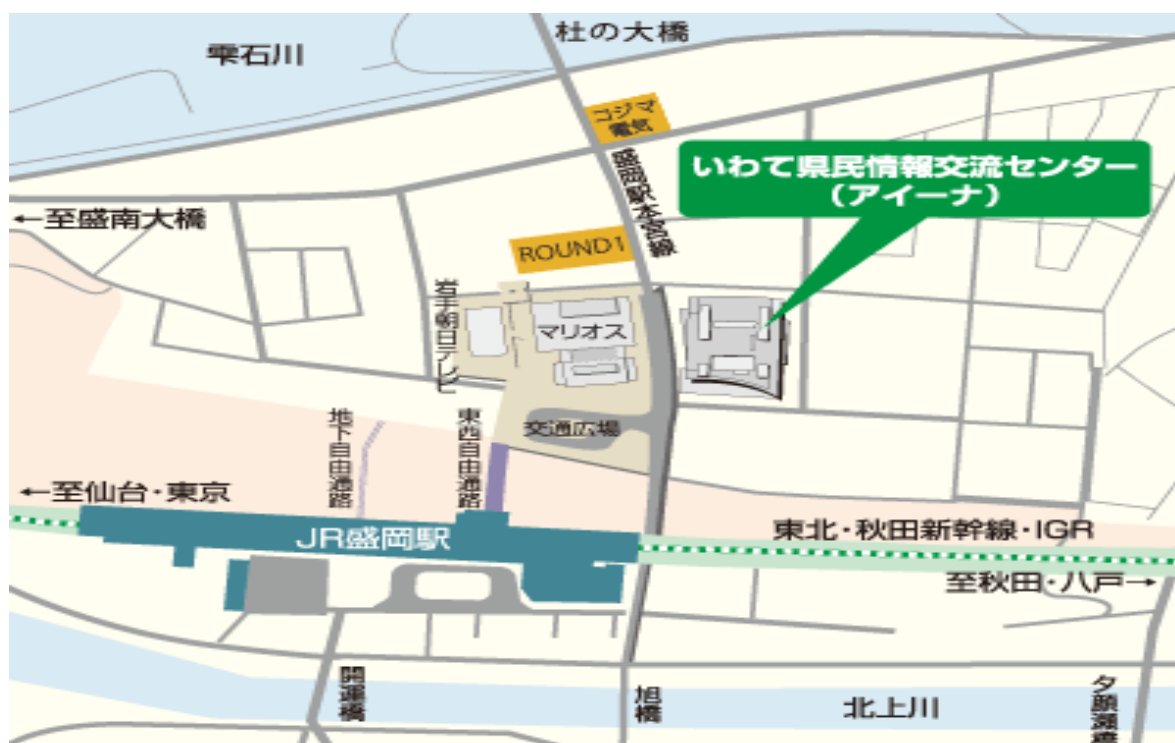 雫石川
杜の大橋
コジマ
電気
盛岡駅本宮線
いわて県民情報交流センター
(アイーナ)
←至盛南大橋
ROUND1
岩手朝日テレビ
マリオス
交通広場
地下自由通路
東西自由通路
←至仙台・東京
JR盛岡駅
東北・秋田新幹線・IGR
至秋田・八戸→
開運橋
旭橋
北上川
夕顔瀬橋